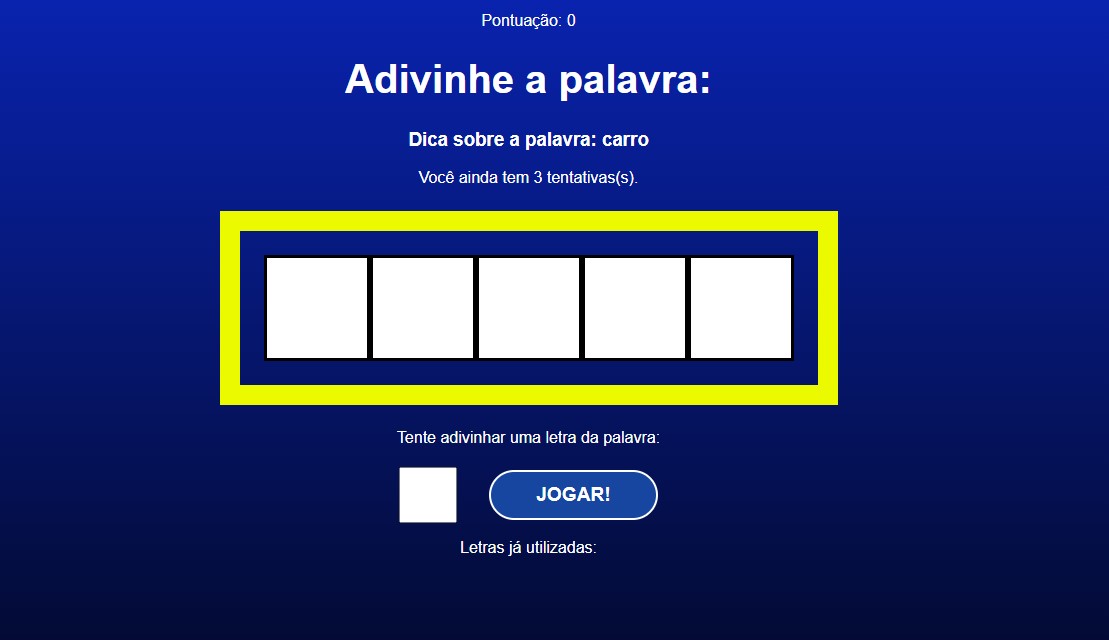 Pontuação: 0
Adivinhe a palavra:
Dica sobre a palavra: carro
Você ainda tem 3 tentativas(s).
Tente adivinhar uma letra da palavra:
JOGAR!
Letras já utilizadas: